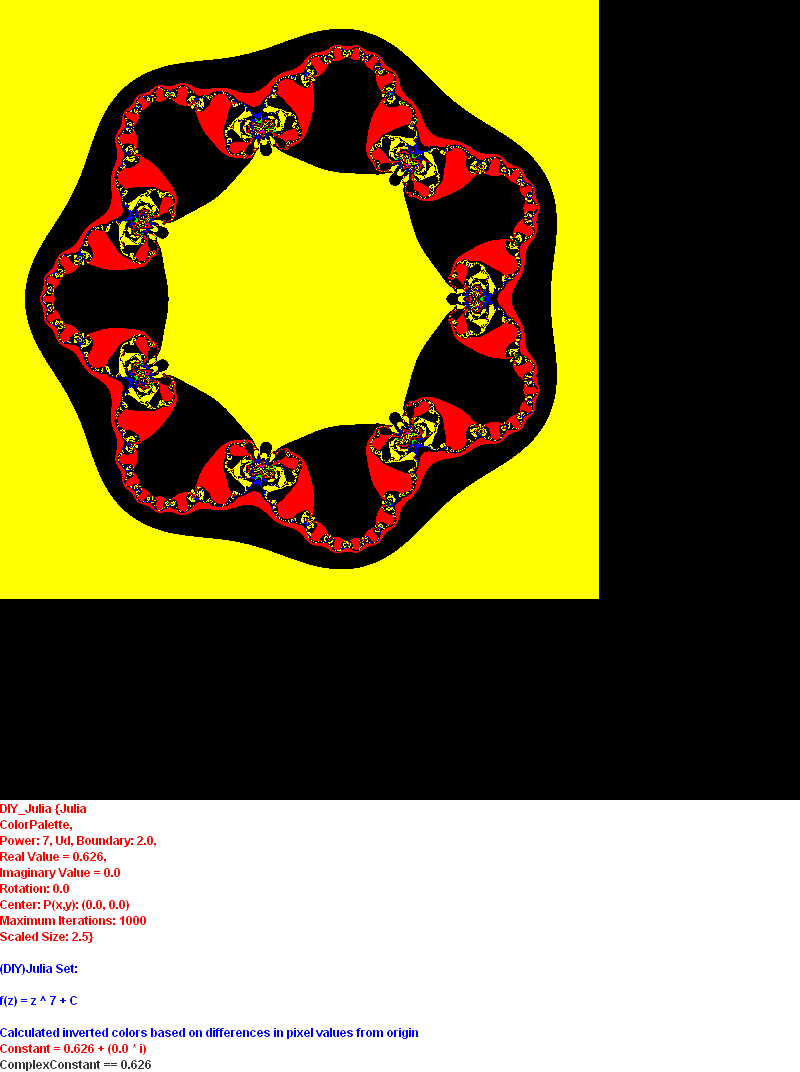 DIY_Julia {Julia
ColorPalette,
Power: 7, Ud, Boundary: 2.0,
Real Value = 0.626,
Imaginary Value = 0.0
Rotation: 0.0
Center: P(x,y): (0.0, 0.0)
Maximum Iterations: 1000
Scaled Size: 2.5}
(DIY)Julia Set:
f(z) = z ^ 7 + C
Calculated inverted colors based on differences in pixel values from origin
Constant = 0.626 + (0.0 * i)
ComplexConstant == 0.626